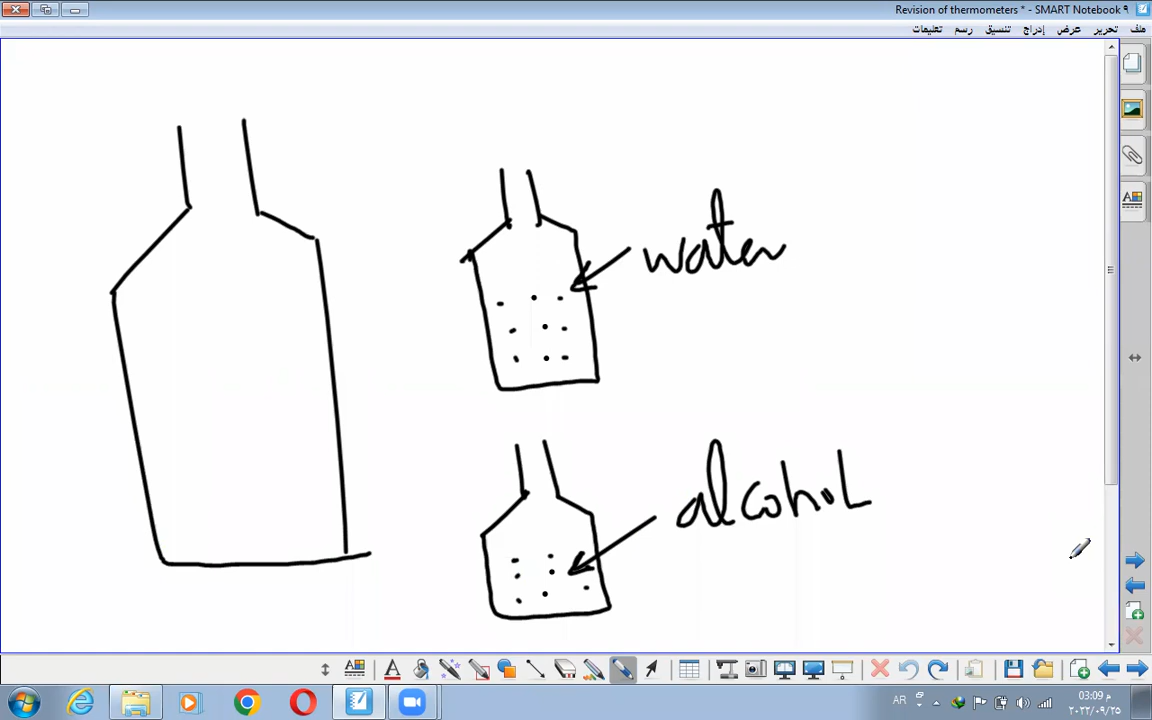 Revision of thermometers * - SMART Notebook ٩
ملف تحرير عرض إدراج تنسيق رسم تعليمات
water
alcohol
AR
م 03:09
٢٠٢٢/٠٩/٢٥